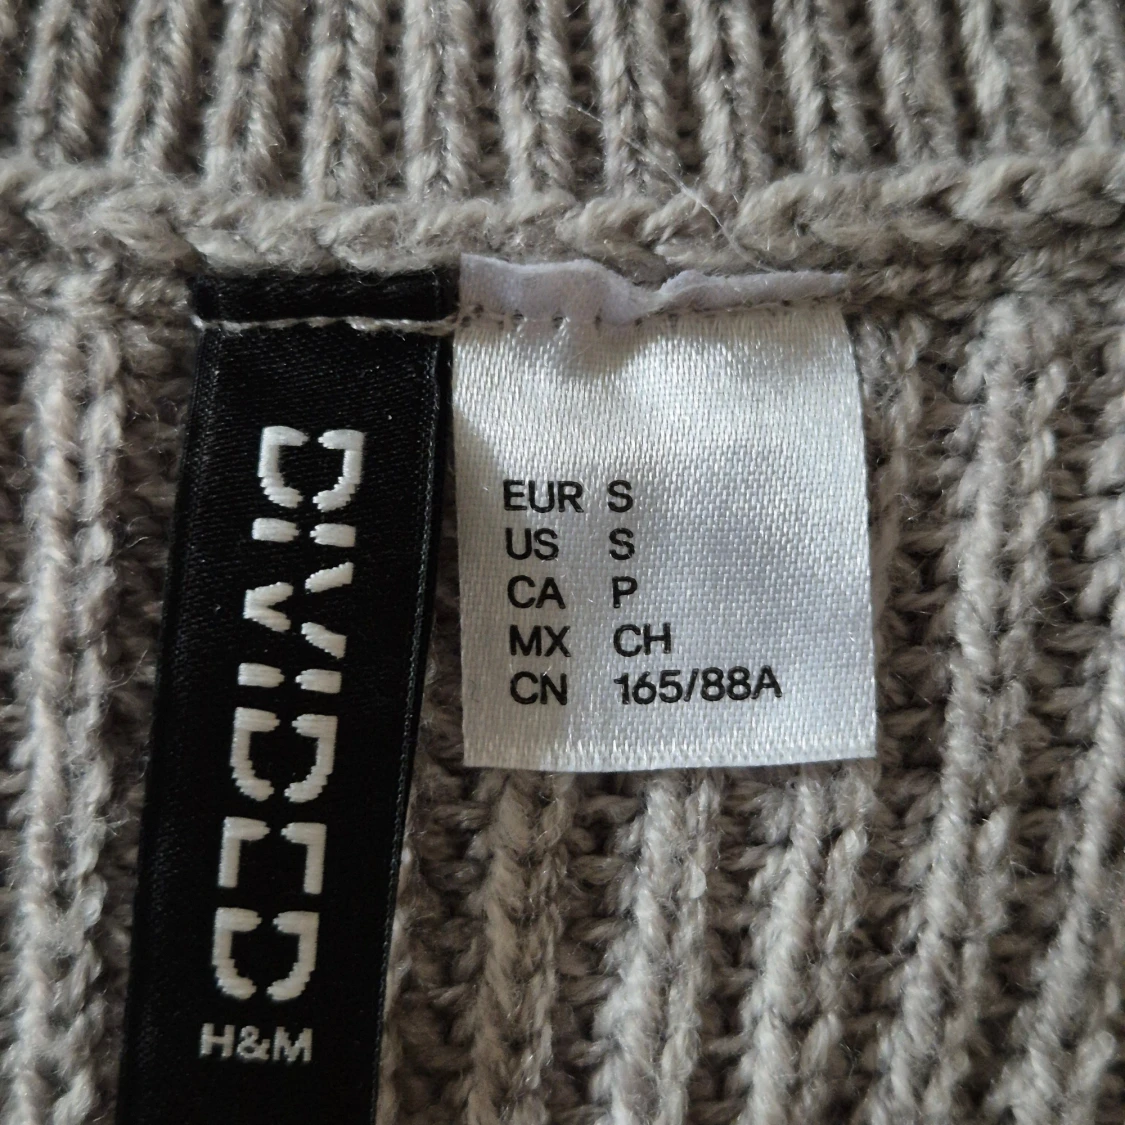 DIVIDED
H&M
EUR S
US S
CA P
MX CH
CN 165/88A